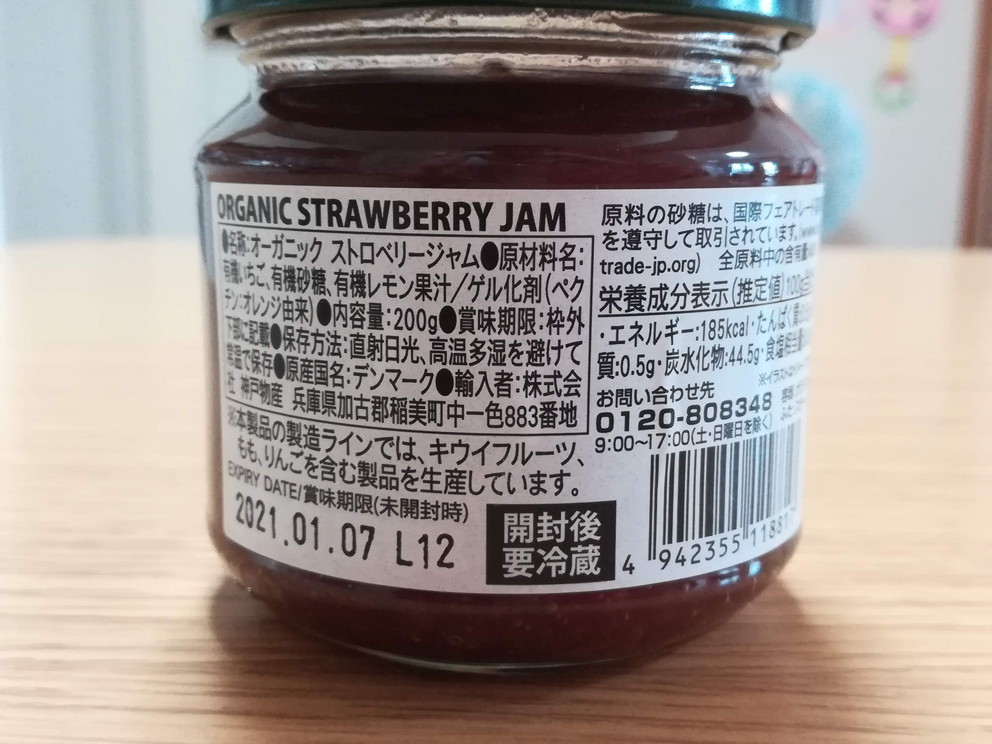 ORGANIC STRAWBERRY JAM
●名称:オーガニック ストロベリージャム●原材料名:
有機いちご、有機砂糖、有機レモン果汁/ゲル化剤(ペク
チン:オレンジ由来)●内容量:200g●賞味期限:枠外
下部に記載●保存方法:直射日光、高温多湿を避けて
常温で保存●原産国名:デンマーク●輸入者:株式会
社 神戸物産 兵庫県加古郡稲美町中一色883番地
※本製品の製造ラインでは、キウイフルーツ、
もも、りんごを含む製品を生産しています。
EXPIRY DATE/賞味期限(未開封時)
2021.01.07 L12
開封後
要冷蔵
原料の砂糖は、国際フェアトレード
を遵守して取引されています。
trade-jp.org) 全原料中の含有
栄養成分表示(推定値)100g
・エネルギー:185kcal・たんぱく質
質:0.5g・炭水化物:44.5g・食塩相当
お問い合わせ先
0120-808348
9:00~17:00(土・日曜日を除く)
4 942355 11881